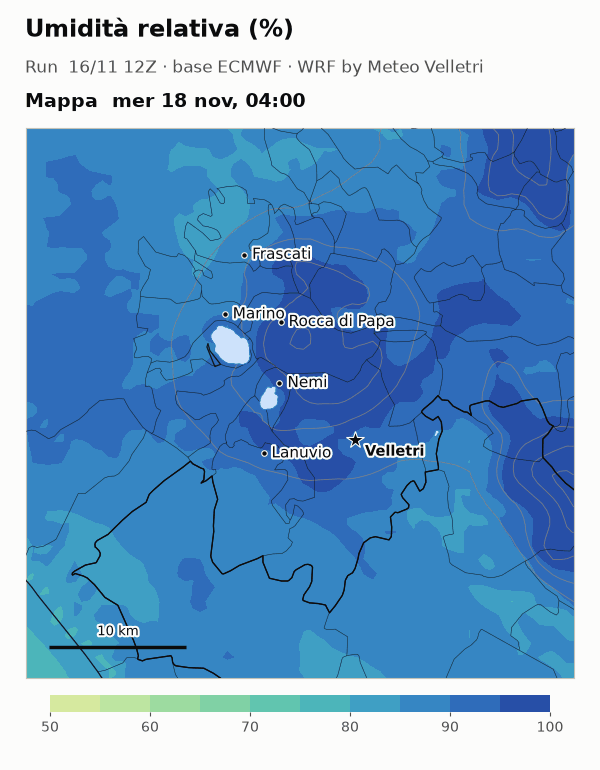 Umidità relativa (%)
Run  16/11 12Z · base ECMWF · WRF by Meteo Velletri
Mappa  mer 18 nov, 04:00
Frascati
Marino
Rocca di Papa
Nemi
Velletri
Lanuvio
10 km
50 60 70 80 90 100